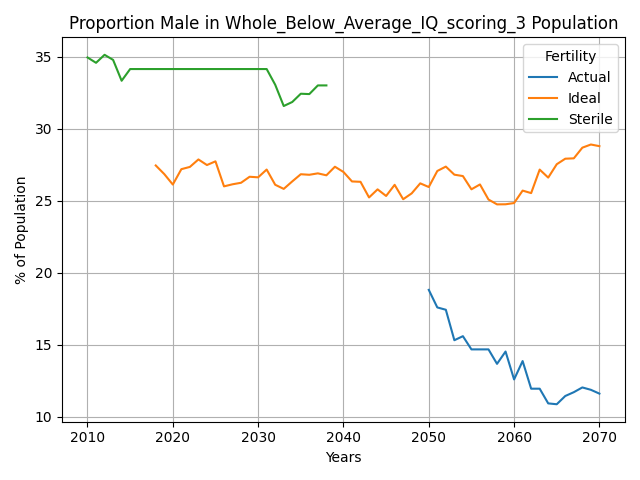 Proportion Male in Whole_Below_Average_IQ_scoring_3 Population
Fertility
Actual
Ideal
Sterile
% of Population
35
30
25
20
15
10
2010 2020 2030 2040 2050 2060 2070
Years